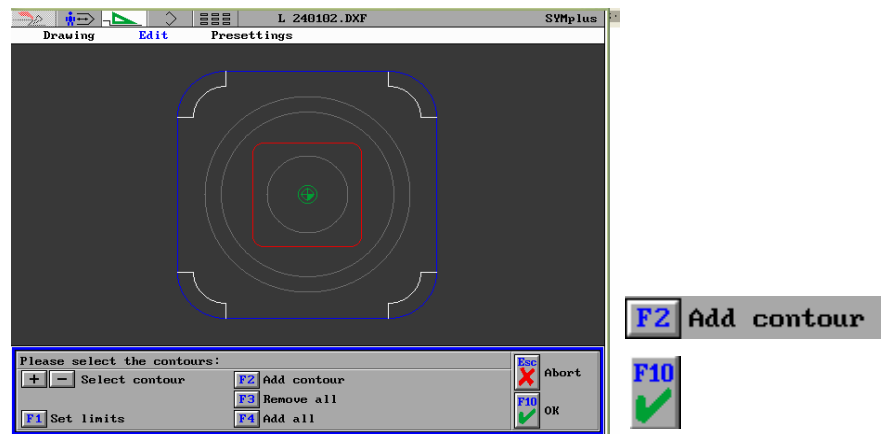 L 240102.DXF SYMplus
Drawing Edit Presettings
Please select the contours:
+ - Select contour F2 Add contour Esc Abort
F3 Remove all
F1 Set limits F4 Add all F10 OK
F2 Add contour
F10